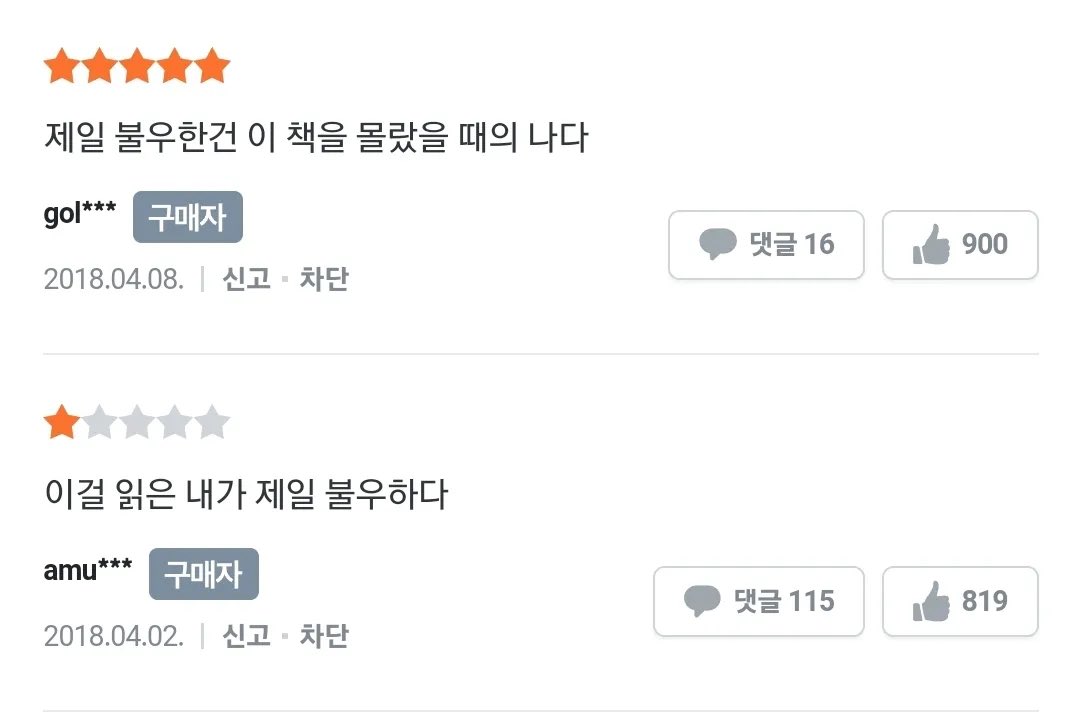 제일 불우한건 이 책을 몰랐을 때의 나다
gol*** 구매자
댓글 16 900
2018.04.08. | 신고 · 차단
이걸 읽은 내가 제일 불우하다
amu*** 구매자
댓글 115 819
2018.04.02. | 신고 · 차단